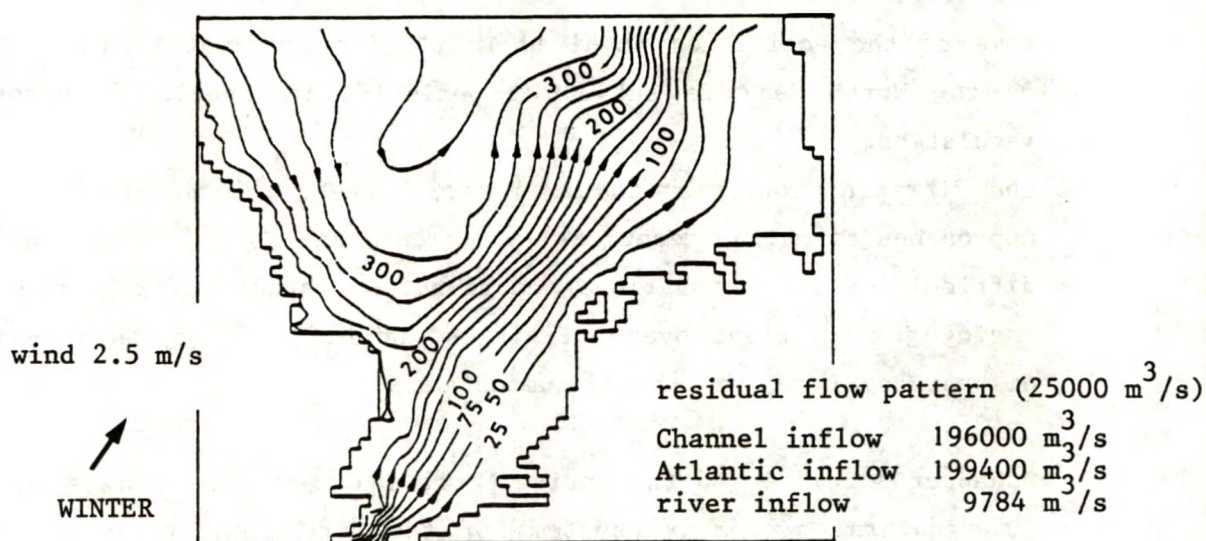 300
200
100
300
200
100
75
50
25
wind 2.5 m/s
WINTER
residual flow pattern (25000 m³/s)
Channel inflow 196000 m³/s
Atlantic inflow 199400 m³/s
river inflow 9784 m³/s